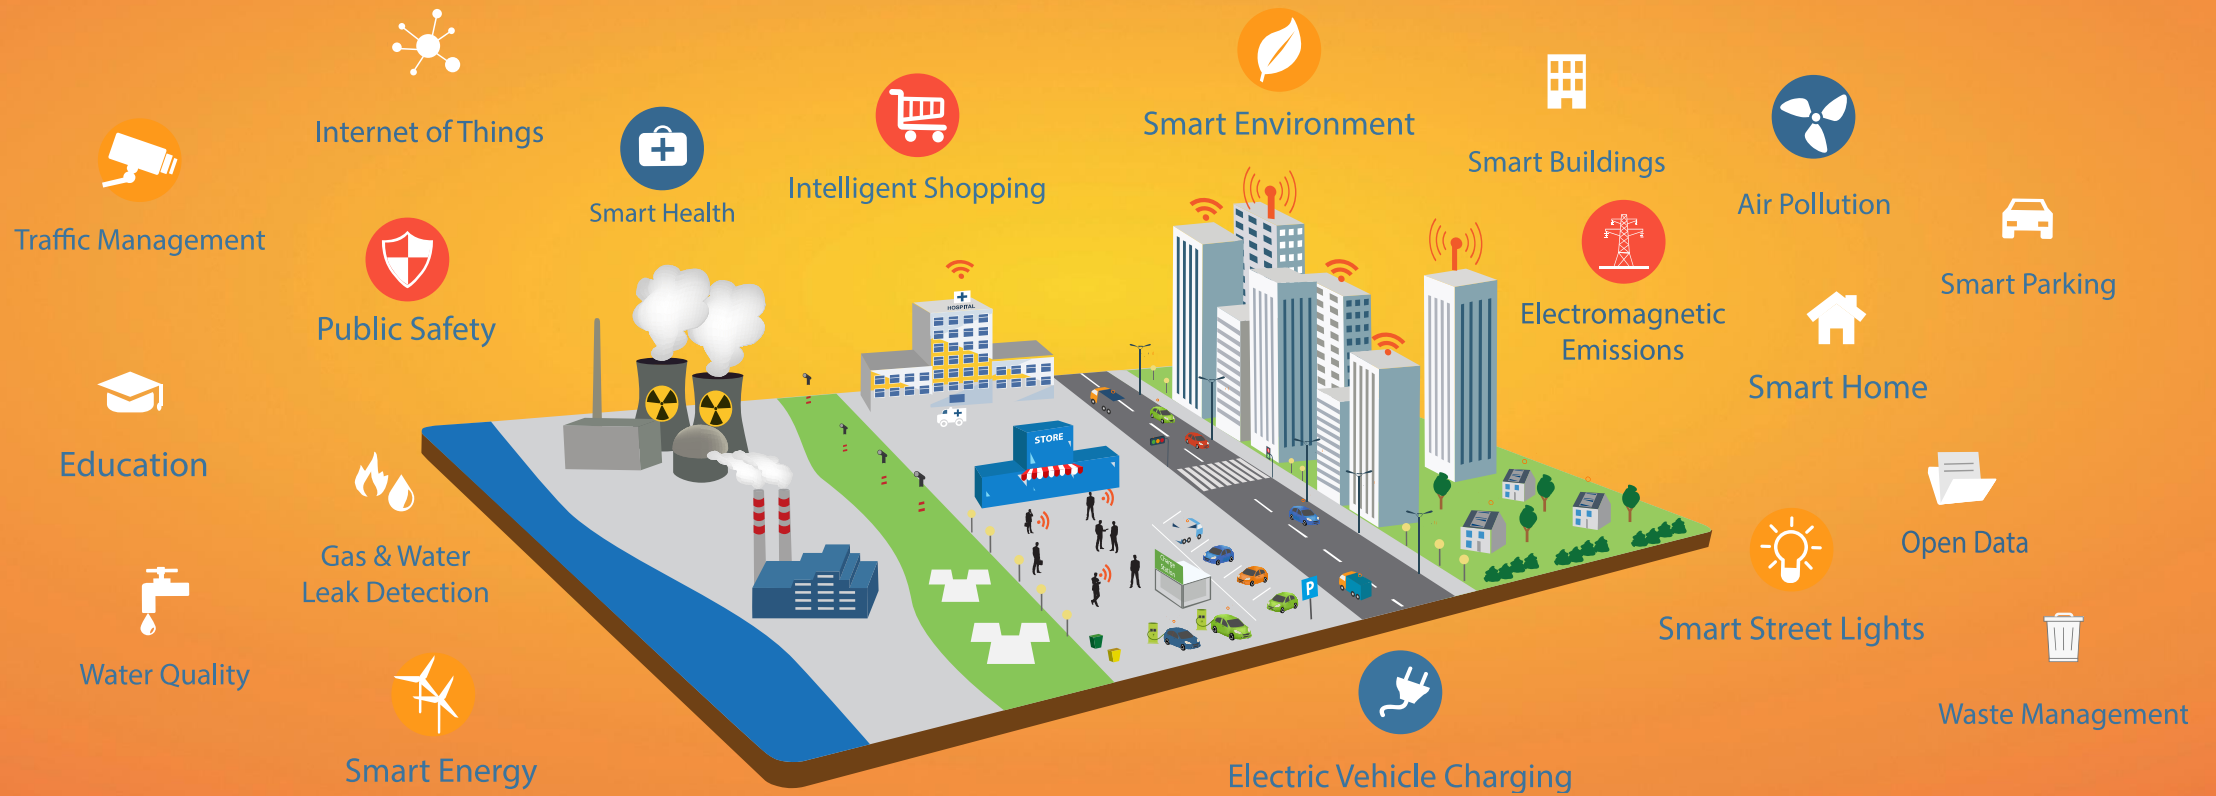 Internet of Things
Smart Environment
Smart Buildings
Intelligent Shopping
Smart Health
Air Pollution
Traffic Management
Public Safety
Smart Parking
Electromagnetic
Emissions
HOSPITAL
Smart Home
Education
STORE
Gas & Water
Leak Detection
Open Data
Charge
Station
P
Smart Street Lights
Water Quality
Waste Management
Smart Energy
Electric Vehicle Charging